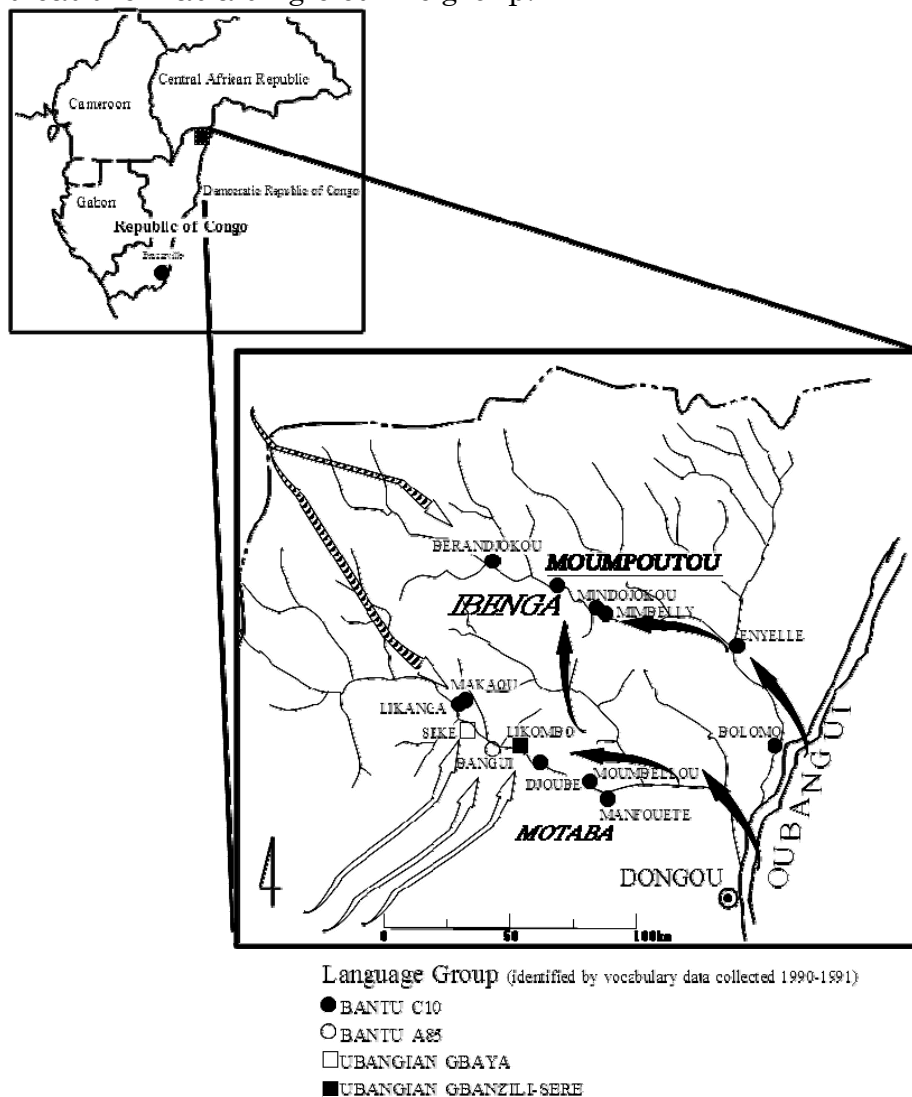 Cameroon
Central African Republic
Gabon
Democratic Republic of Congo
Republic of Congo
Brazzaville
BERANDJOKOU
MOUMPOUTOU
MINDOJOKOU
IBENGA
MIMBELLY
ENYELLE
MAKAOU
LIKANGA
SEKE
LIKOMBO
BOLOMO
BANGUI
MOUMBELLOU
DJOUBE
MANFOUETE
MOTABA
OUBANGUI
DONGOU
0 50 100km
Language Group (identified by vocabulary data collected 1990-1991)
BANTU C10
BANTU A85
UBANGIAN GBAYA
UBANGIAN GBANZILI-SERE